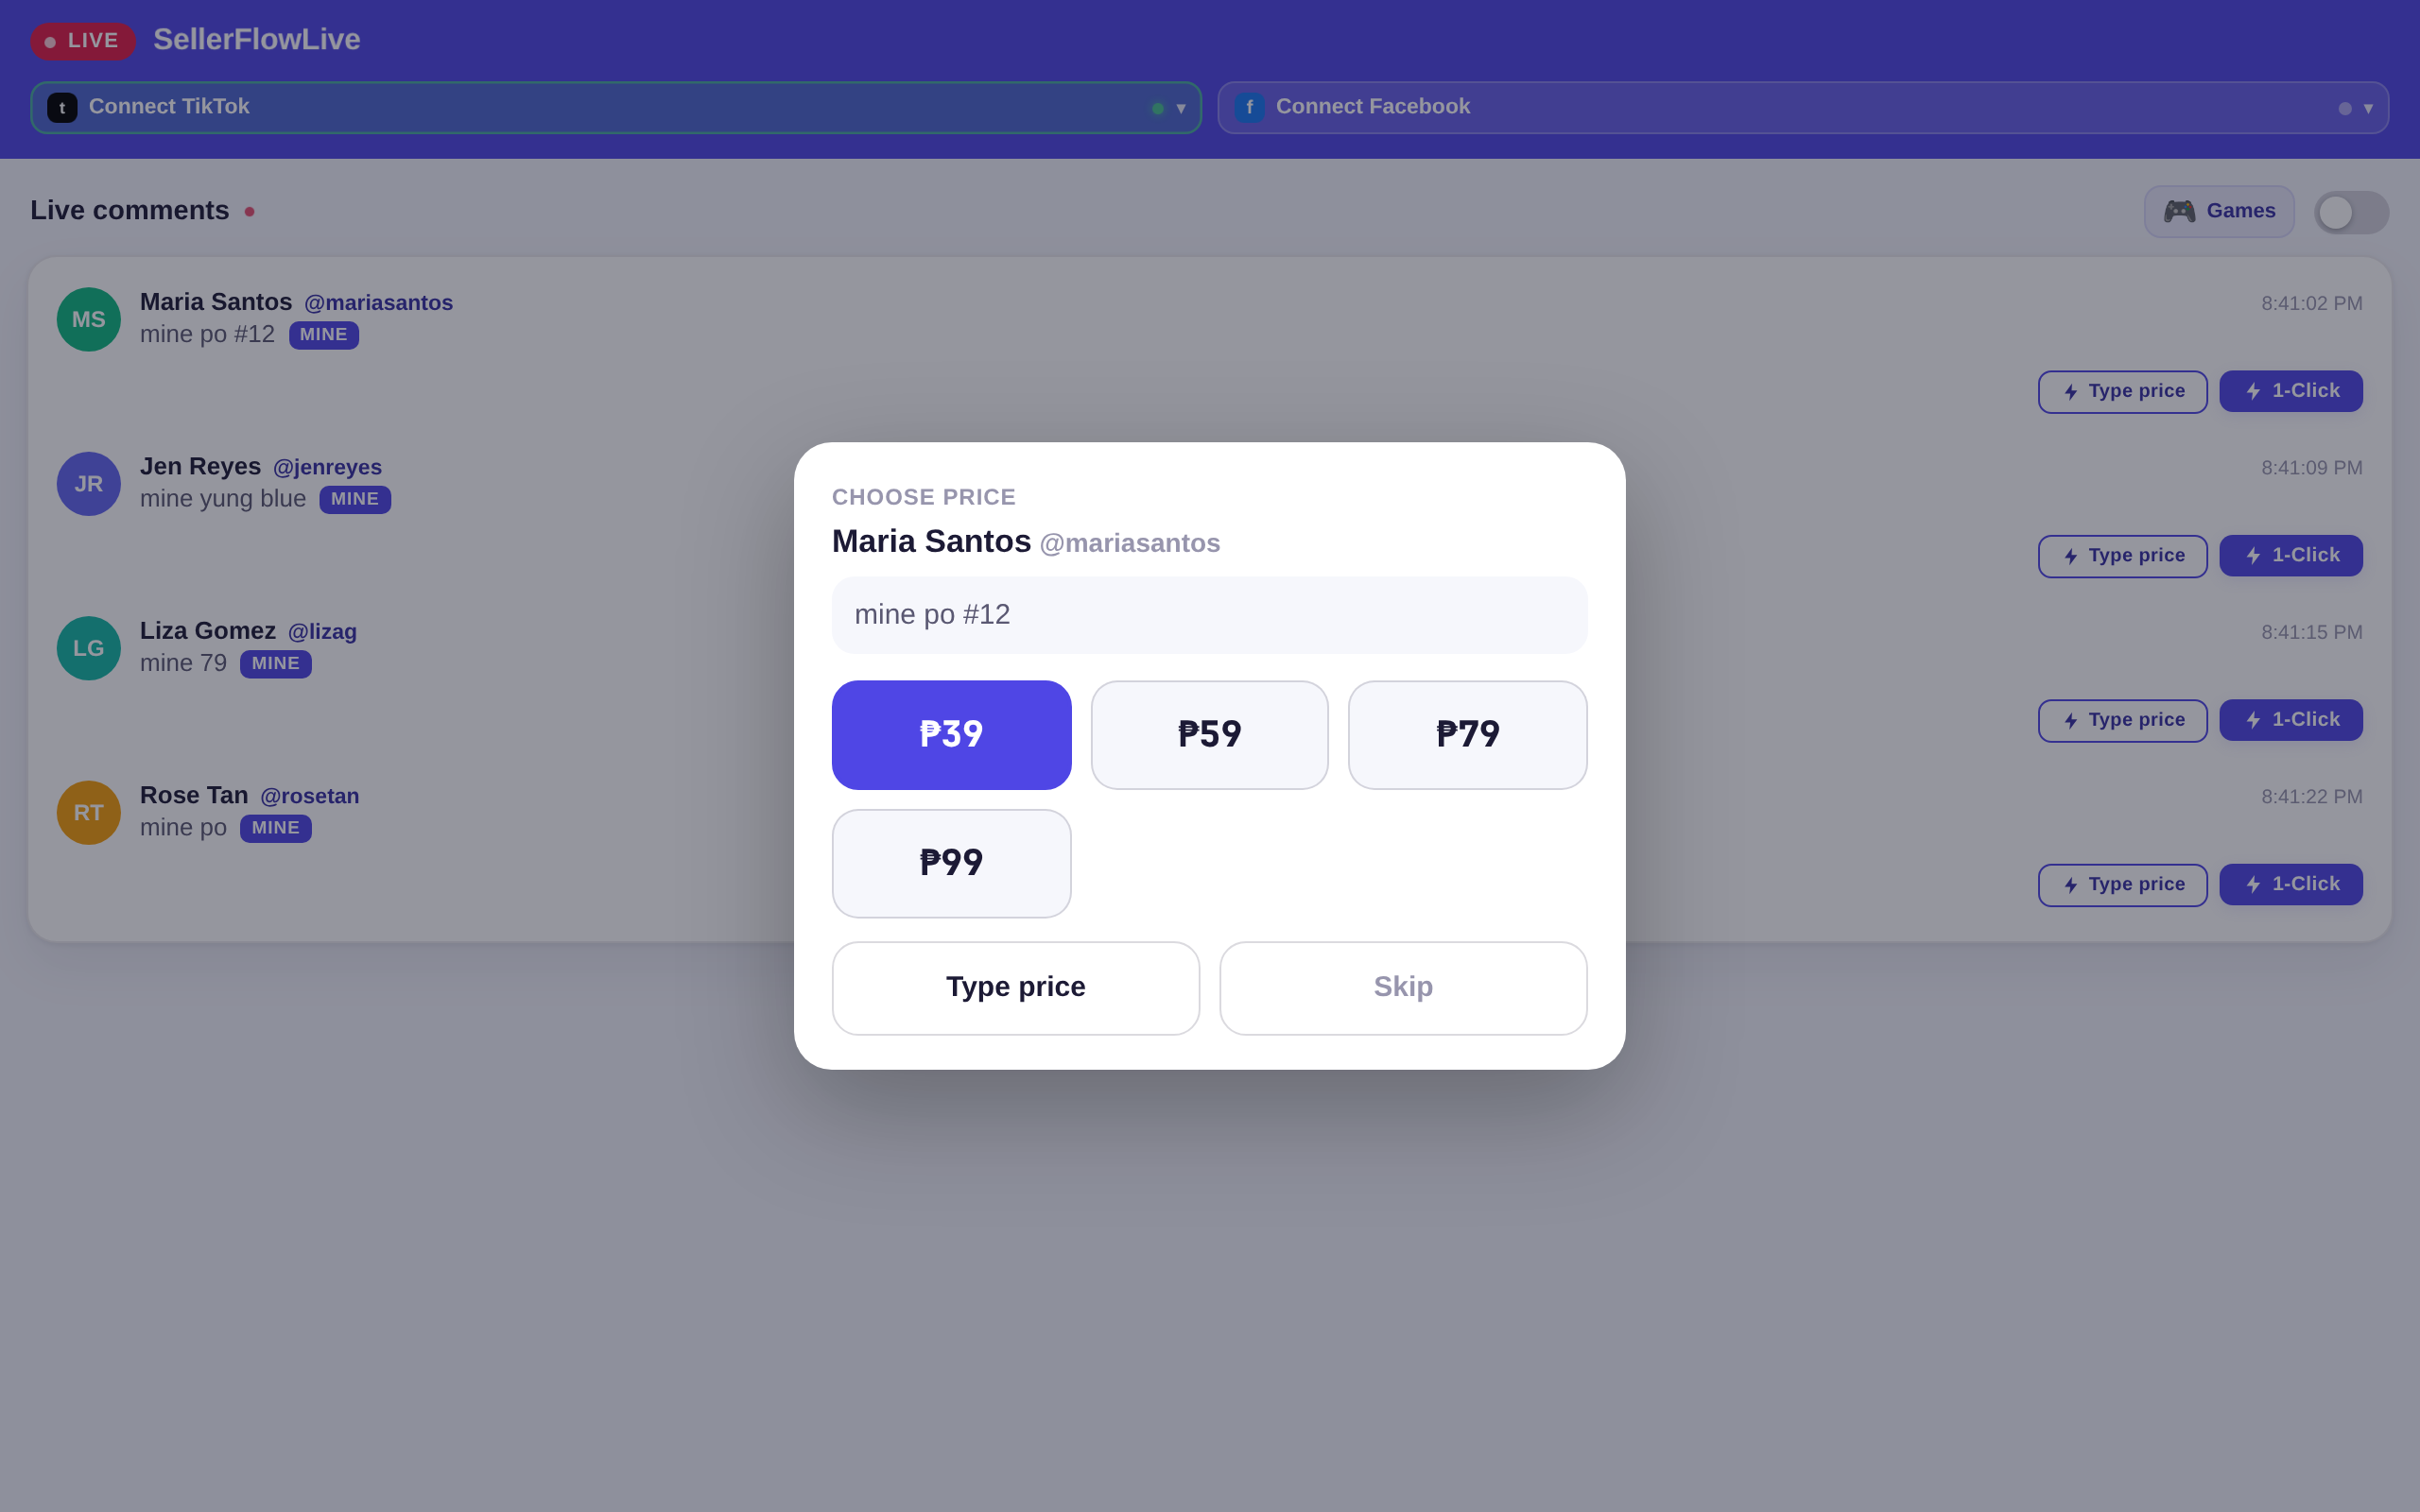 LIVE SellerFlowLive
t Connect TikTok ▾ f Connect Facebook ▾
Live comments 🎮 Games
MS Maria Santos @mariasantos 8:41:02 PM
mine po #12 MINE
Type price 1-Click
JR Jen Reyes @jenreyes 8:41:09 PM
mine yung blue MINE
Type price 1-Click
LG Liza Gomez @lizag 8:41:15 PM
mine 79 MINE
Type price 1-Click
RT Rose Tan @rosetan 8:41:22 PM
mine po MINE
Type price 1-Click
CHOOSE PRICE
Maria Santos @mariasantos
mine po #12
₱39 ₱59 ₱79
₱99
Type price Skip